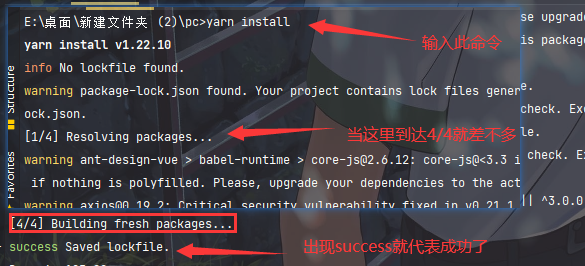 E:\桌面\新建文件夹 (2)\pc>yarn install
输入此命令
yarn install v1.22.10
info No lockfile found.
warning package-lock.json found. Your project contains lock files gener
ock.json.
[1/4] Resolving packages...
当这里到达4/4就差不多
warning ant-design-vue > babel-runtime > core-js@2.6.12: core-js@<3.3 i
if nothing is polyfilled. Please, upgrade your dependencies to the act
warning axios@0.19.2: Critical security vulnerability fixed in v0.21.1
[4/4] Building fresh packages...
success Saved lockfile.
出现success就代表成功了
Structure
Favorites
se upgrad
is package
check. Exe
le.
check. Exe
le.
|| ^3.0.0